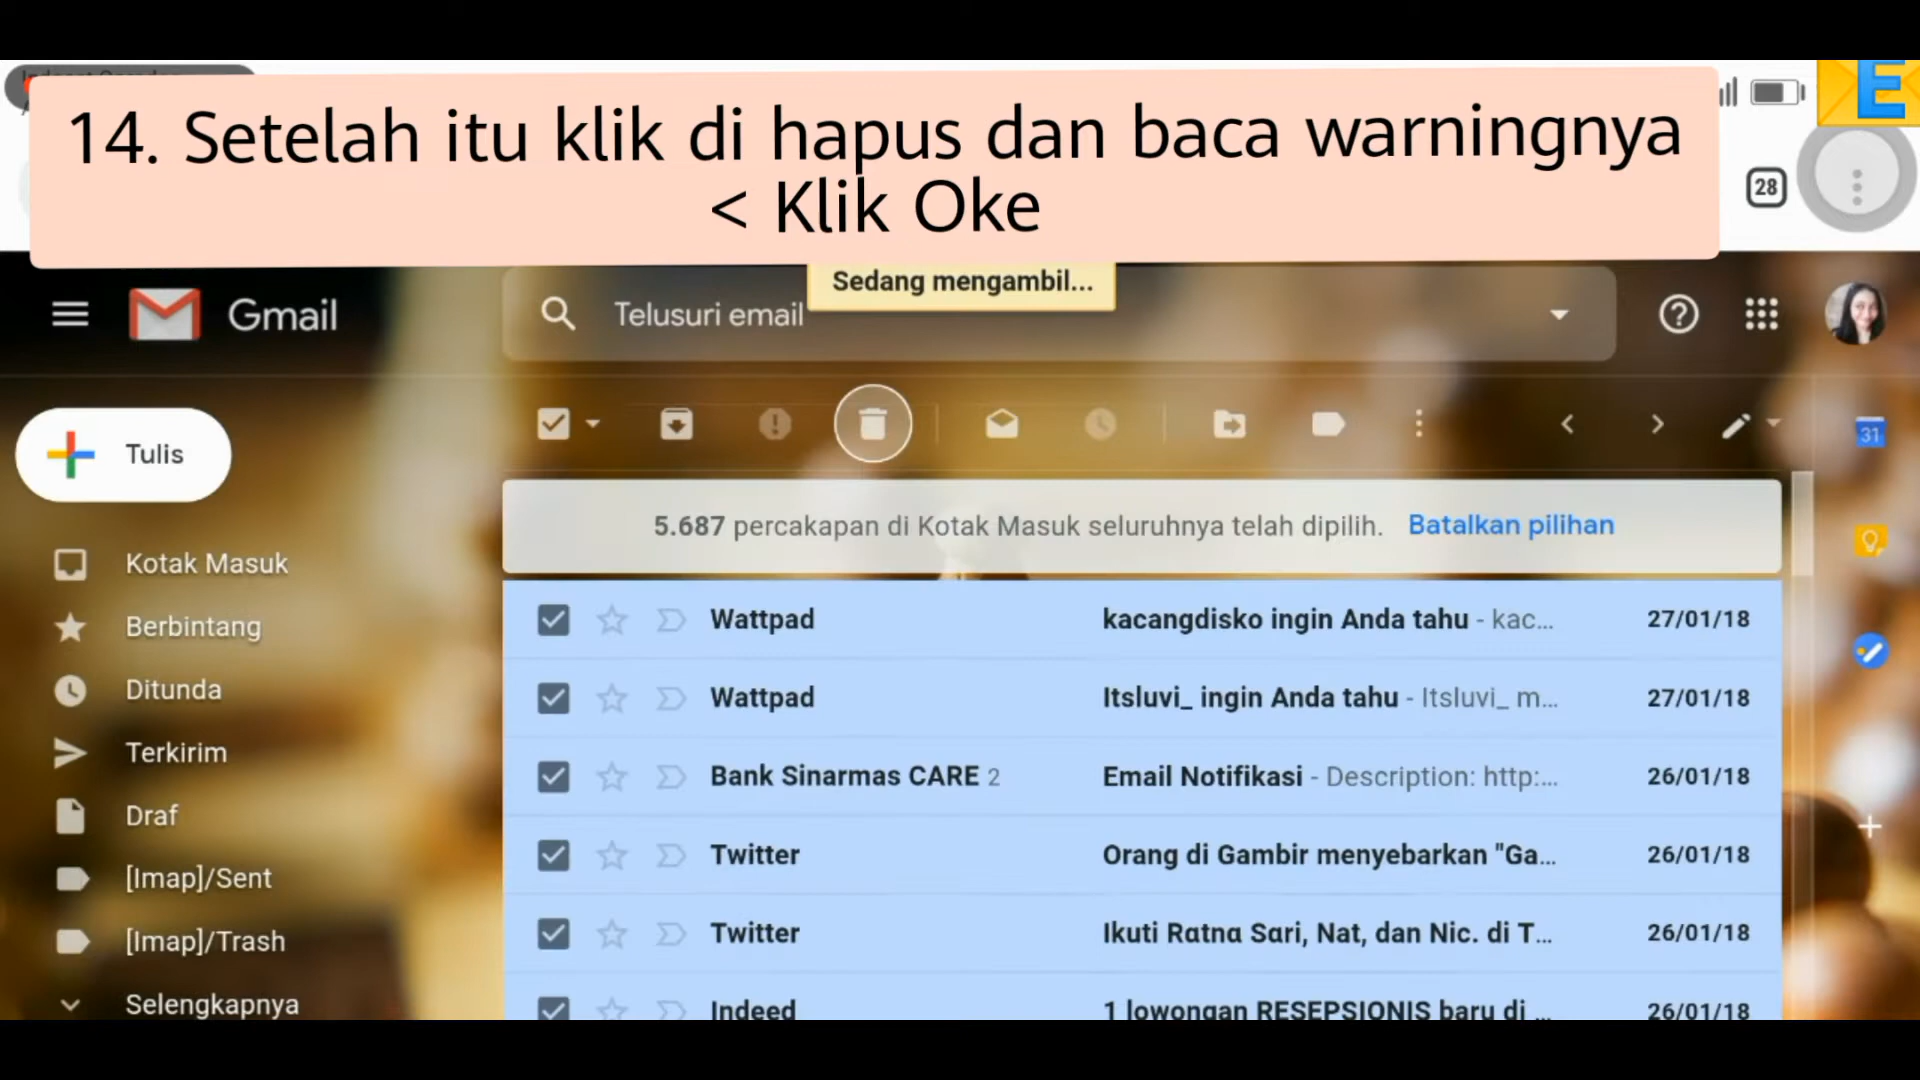 14. Setelah itu klik di hapus dan baca warningnya
< Klik Oke
28
E
Sedang mengambil...
Gmail
Telusuri email
Tulis
31
5.687 percakapan di Kotak Masuk seluruhnya telah dipilih. Batalkan pilihan
Kotak Masuk
Berbintang
Ditunda
Terkirim
Draf
[Imap]/Sent
[Imap]/Trash
Selengkapnya
Wattpad kacangdisko ingin Anda tahu - kac... 27/01/18
Wattpad Itsluvi_ ingin Anda tahu - Itsluvi_ m... 27/01/18
Bank Sinarmas CARE 2 Email Notifikasi - Description: http:... 26/01/18
Twitter Orang di Gambir menyebarkan "Ga... 26/01/18
Twitter Ikuti Ratna Sari, Nat, dan Nic. di T... 26/01/18
Indeed 1 lowongan RESEPSIONIS baru di ... 26/01/18